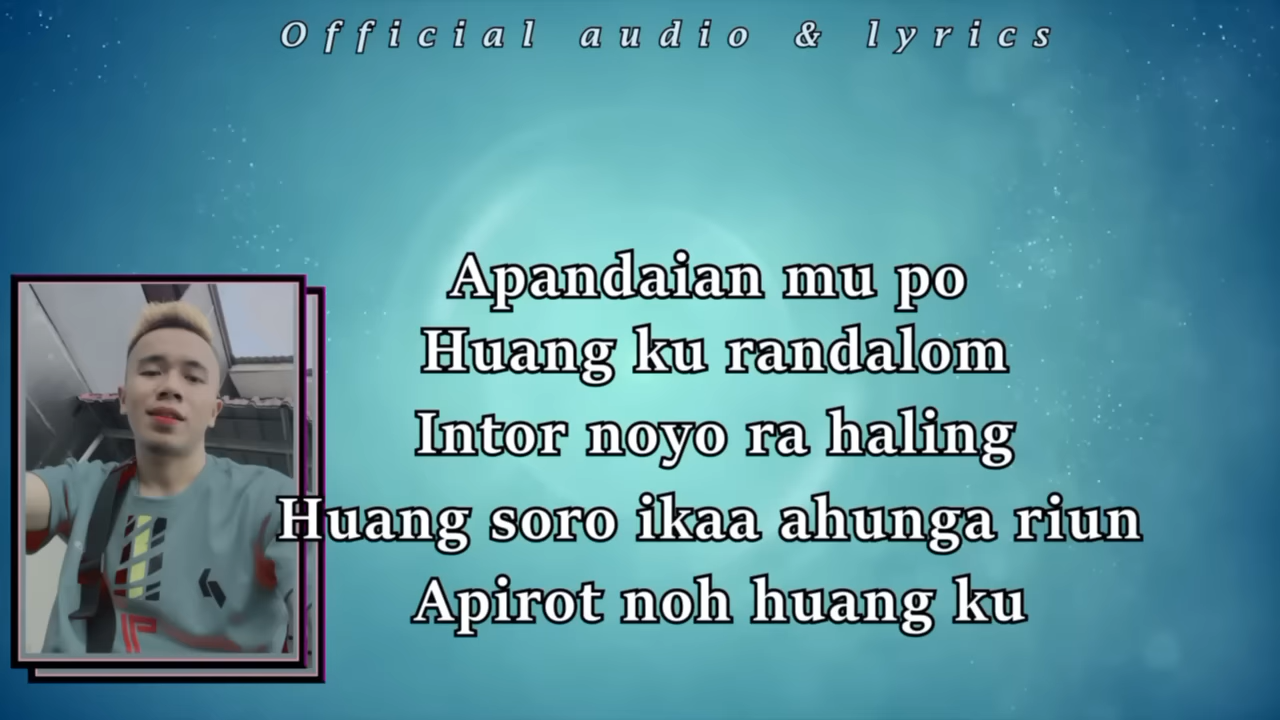 Official audio & lyrics
Apandaian mu po
Huang ku randalom
Intor noyo ra haling
Huang soro ikaa ahunga riun
Apirot noh huang ku